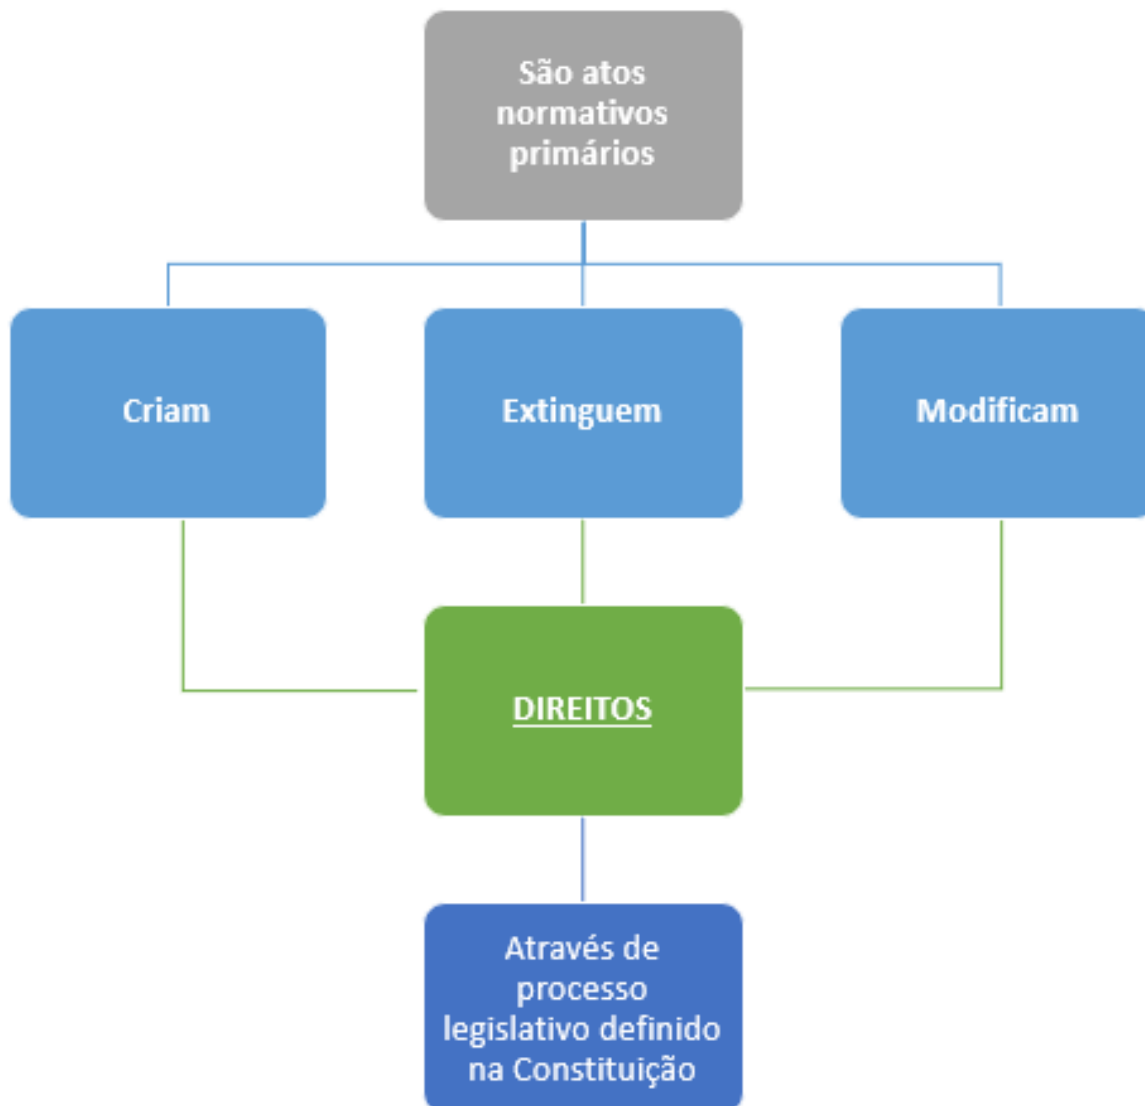 São atos
normativos
primários
Criam
Extinguem
Modificam
DIREITOS
Através de
processo
legislativo definido
na Constituição